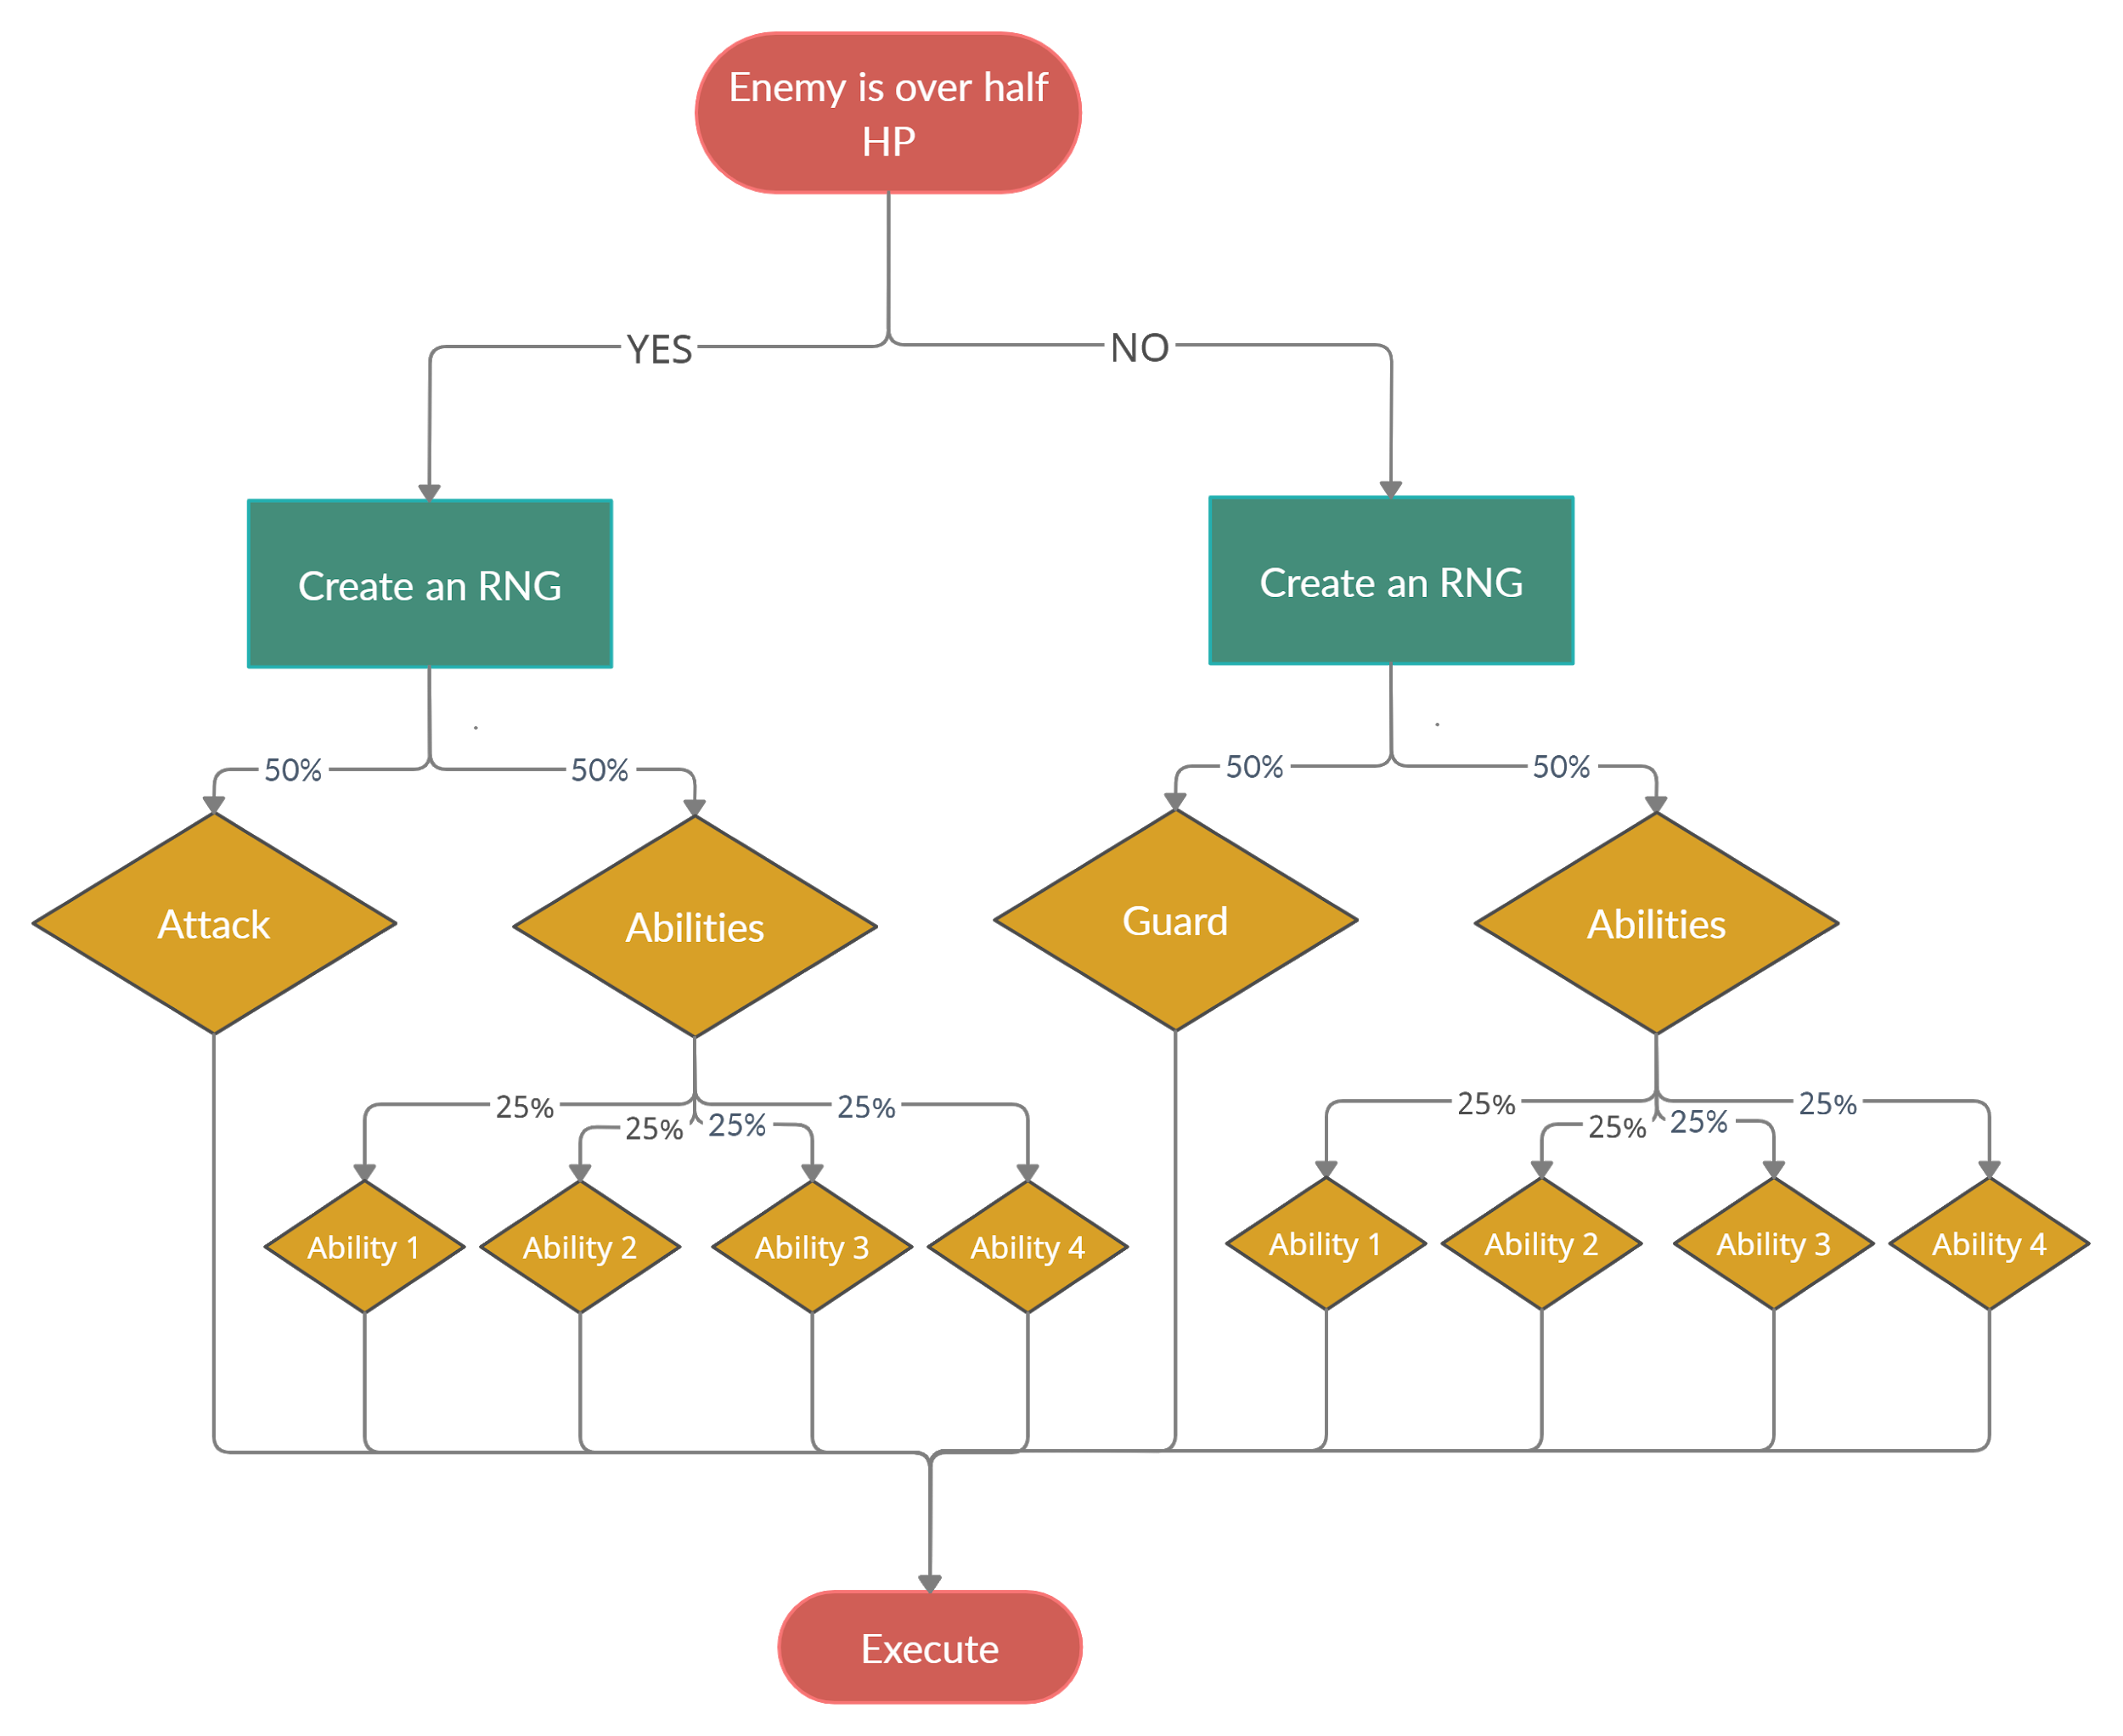 Enemy is over half
HP
YES
NO
Create an RNG
Create an RNG
50%
50%
50%
50%
Attack
Abilities
Guard
Abilities
25%
25%
25%
25%
25%
25%
25%
25%
Ability 1
Ability 2
Ability 3
Ability 4
Ability 1
Ability 2
Ability 3
Ability 4
Execute